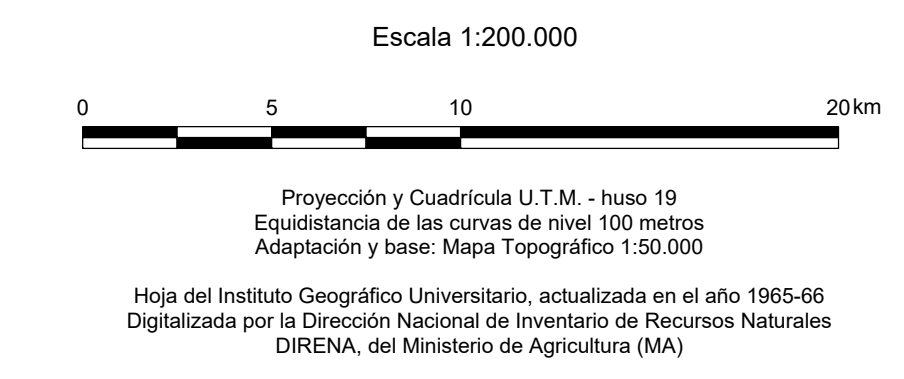 Escala 1:200.000
0 5 10 20 km
Proyección y Cuadrícula U.T.M. - huso 19
Equidistancia de las curvas de nivel 100 metros
Adaptación y base: Mapa Topográfico 1:50.000
Hoja del Instituto Geográfico Universitario, actualizada en el año 1965-66
Digitalizada por la Dirección Nacional de Inventario de Recursos Naturales
DIRENA, del Ministerio de Agricultura (MA)